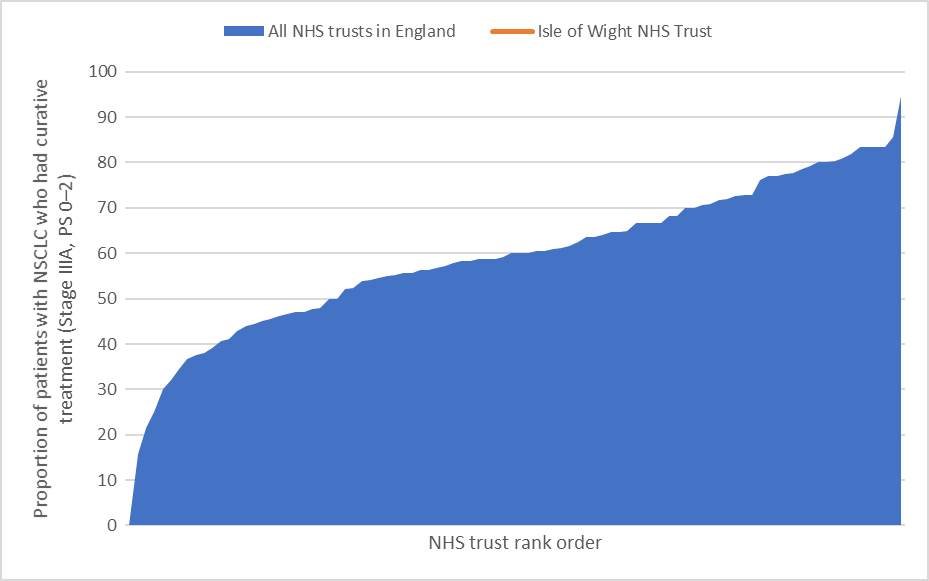 All NHS trusts in England
Isle of Wight NHS Trust
Proportion of patients with NSCLC who had curative
treatment (Stage IIIA, PS 0–2)
100
90
80
70
60
50
40
30
20
10
0
NHS trust rank order